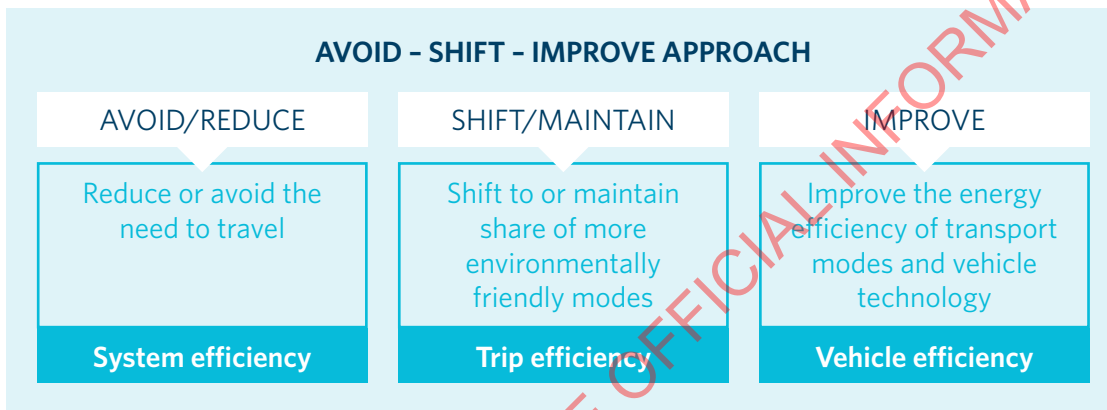 AVOID – SHIFT – IMPROVE APPROACH
AVOID/REDUCE
Reduce or avoid the
need to travel
System efficiency
SHIFT/MAINTAIN
Shift to or maintain
share of more
environmentally
friendly modes
Trip efficiency
IMPROVE
Improve the energy
efficiency of transport
modes and vehicle
technology
Vehicle efficiency
OFFICIAL